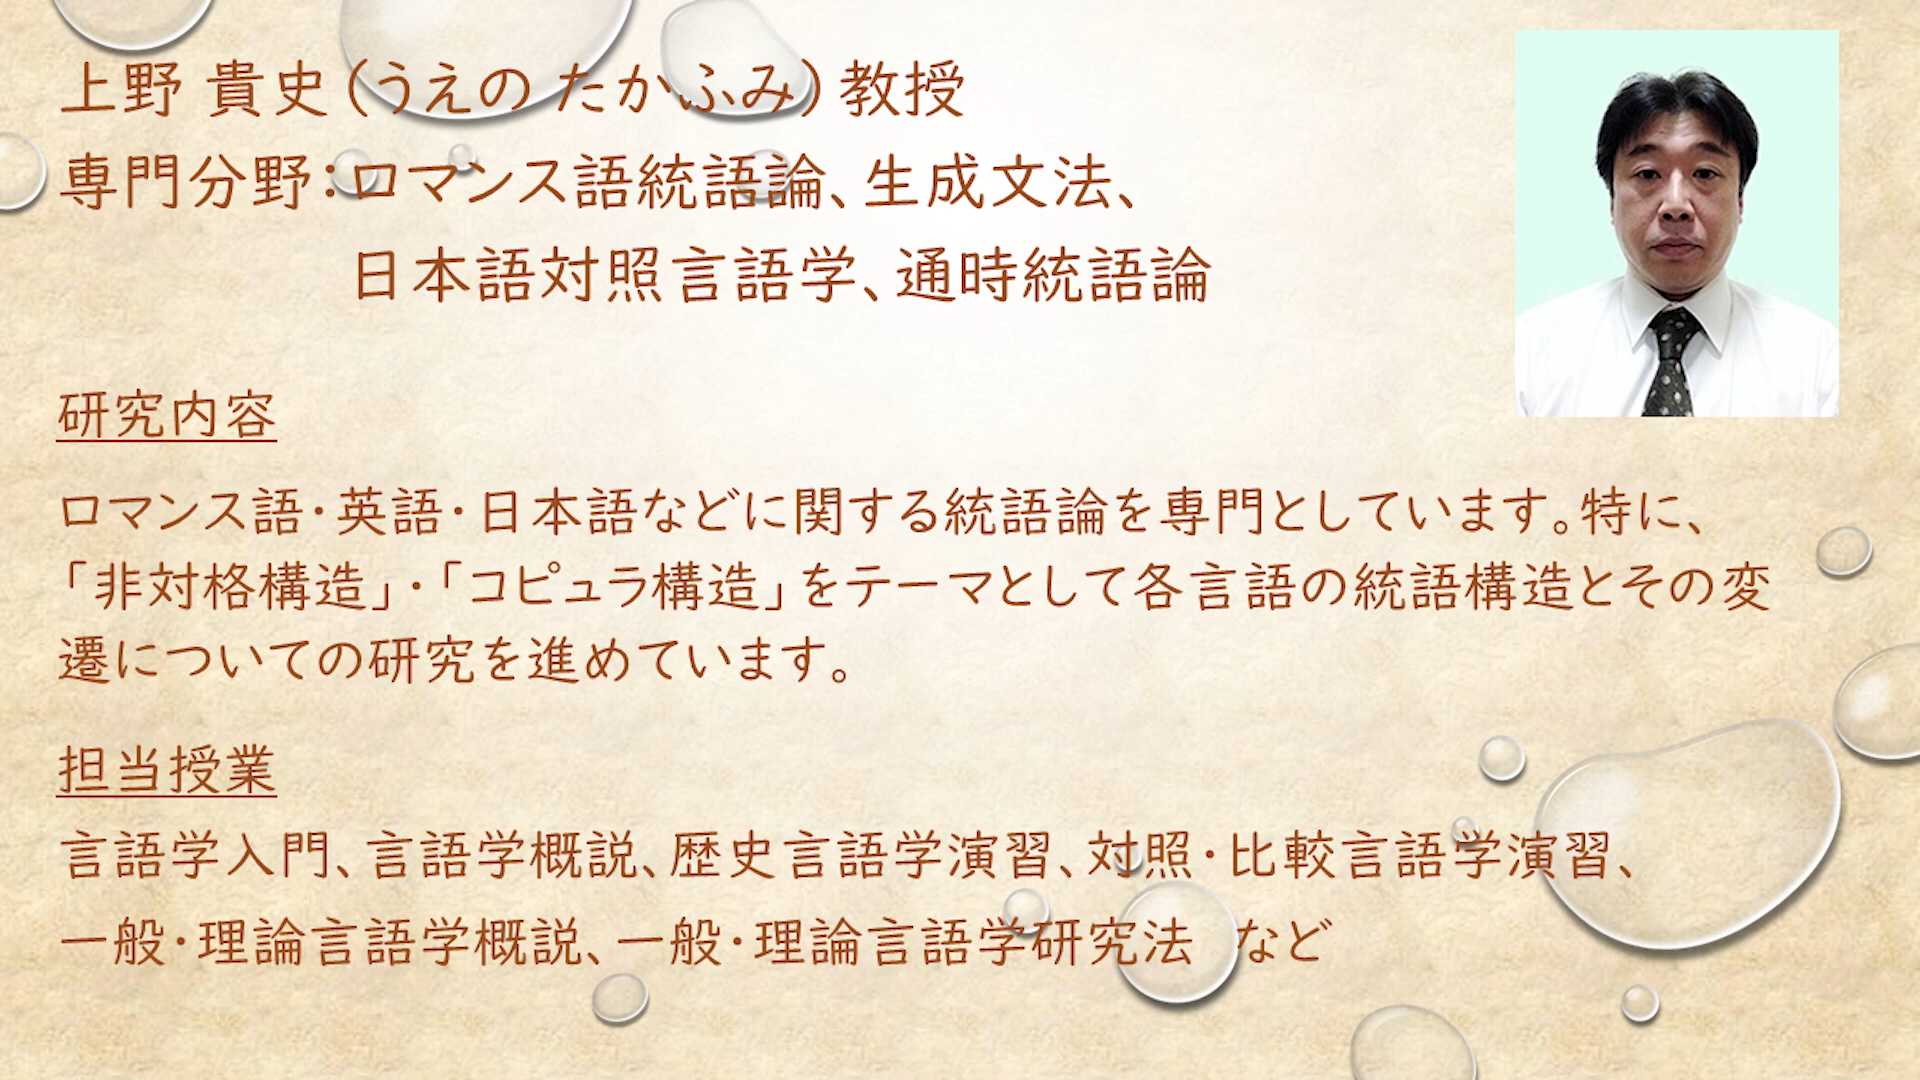 上野 貴史（うえの たかふみ）教授
専門分野：ロマンス語統語論、生成文法、
日本語対照言語学、通時統語論
研究内容
ロマンス語・英語・日本語などに関する統語論を専門としています。特に、
「非対格構造」・「コピュラ構造」をテーマとして各言語の統語構造とその変
遷についての研究を進めています。
担当授業
言語学入門、言語学概説、歴史言語学演習、対照・比較言語学演習、
一般・理論言語学概説、一般・理論言語学研究法　など